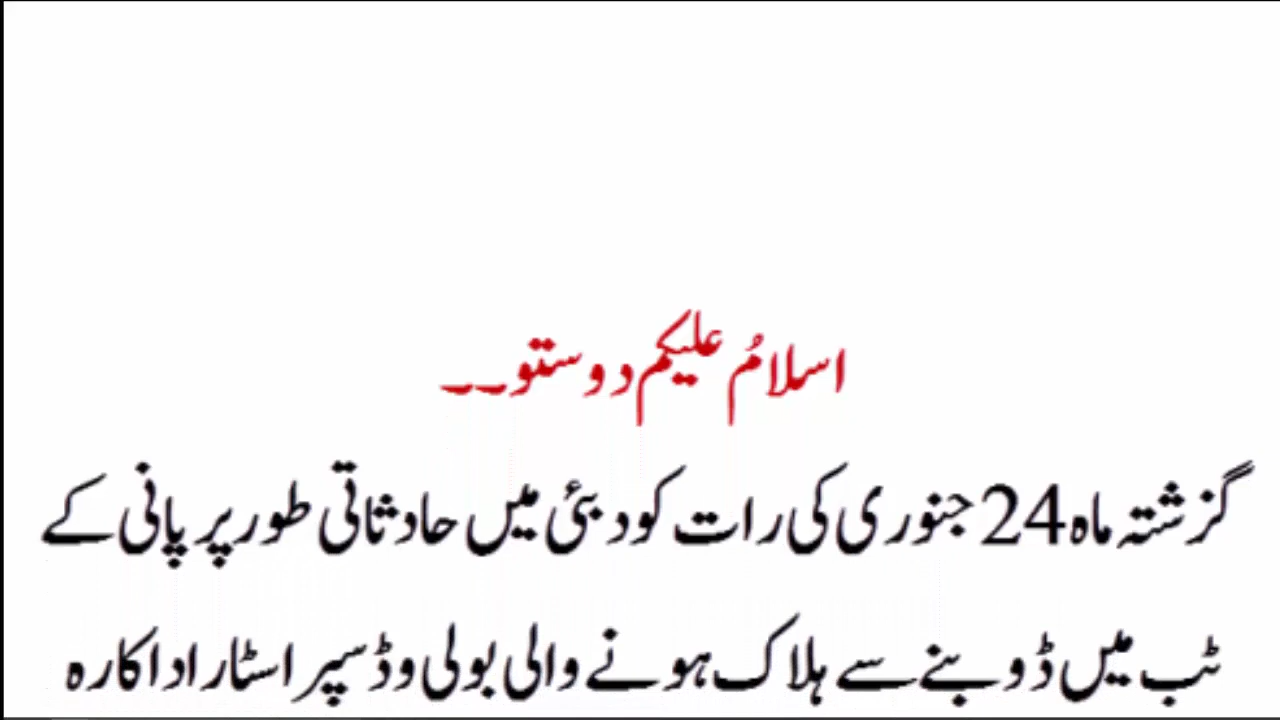 اسلامُ علیکم دوستو۔۔۔
گزشتہ ماہ 24 جنوری کی رات کو دبئی میں حادثاتی طور پر پانی کے
ٹب میں ڈوبنے سے ہلاک ہونے والی بولی وڈ سپر اسٹار اداکارہ